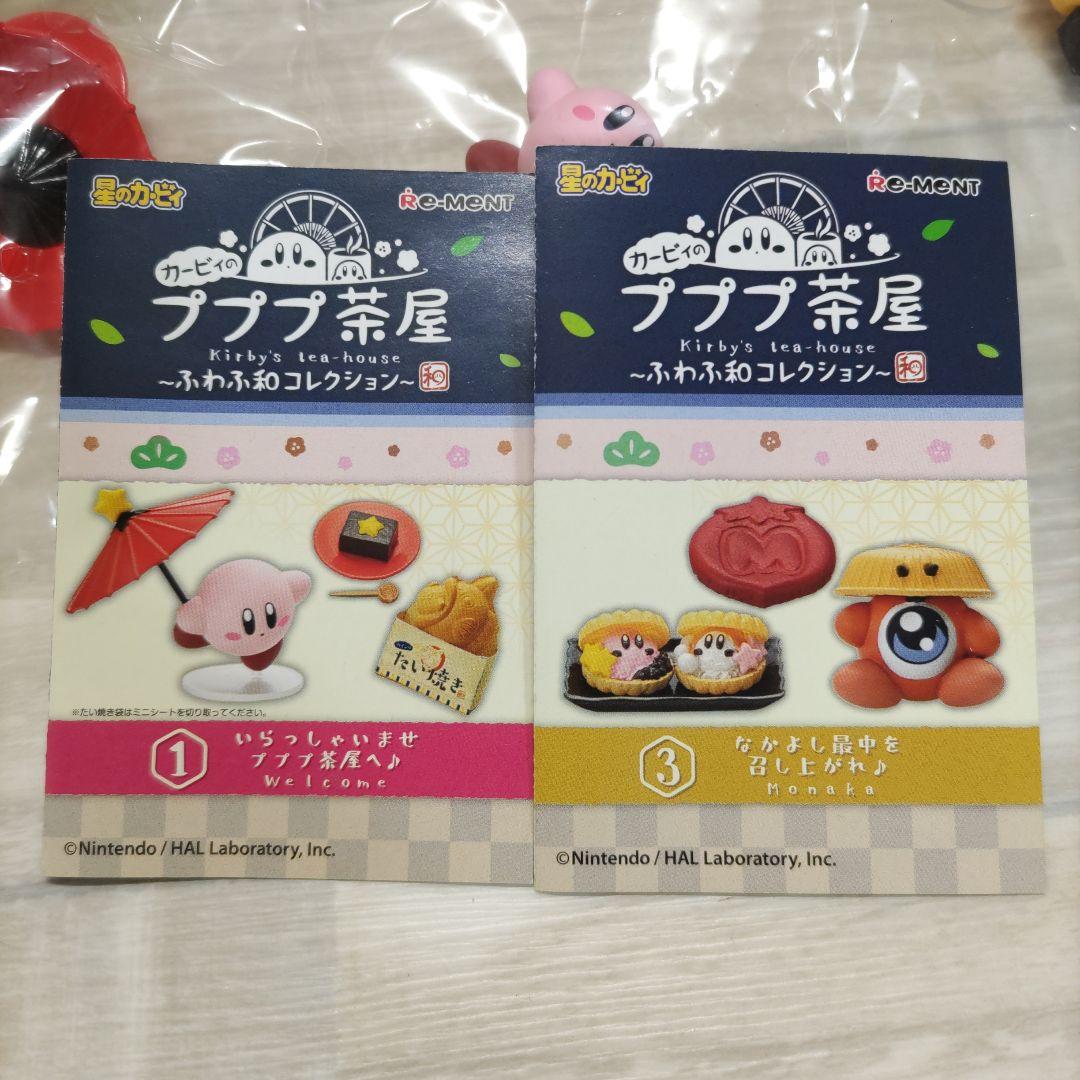 星のカービィ
Re-MENT
カービィの
プププ茶屋
Kirby's tea-house
~ふわふ和コレクション~ 和
たい焼き
※たい焼き袋はミニシートを切り取ってください。
1
いらっしゃいませ
プププ茶屋へ♪
Welcome
©Nintendo / HAL Laboratory, Inc.
星のカービィ
Re-MENT
カービィの
プププ茶屋
Kirby's tea-house
~ふわふ和コレクション~ 和
M
3
なかよし最中を
召し上がれ♪
Monaka
©Nintendo / HAL Laboratory, Inc.